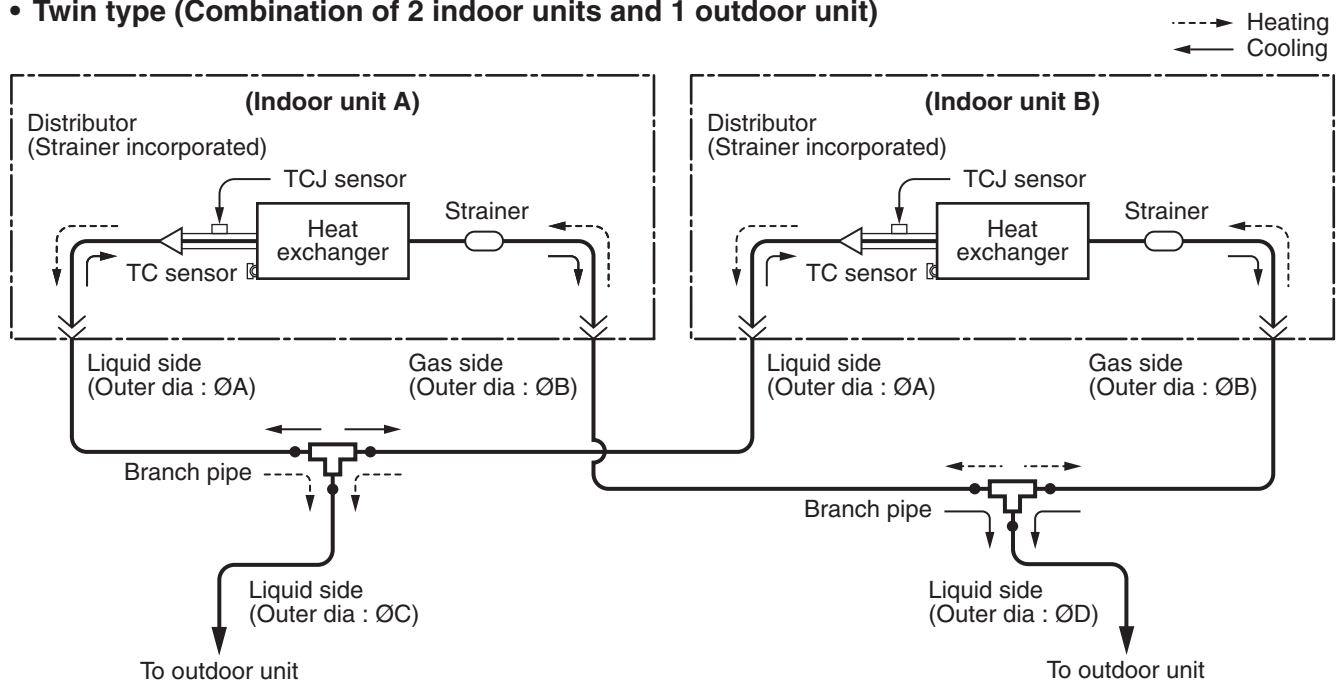 • Twin type (Combination of 2 indoor units and 1 outdoor unit)
Heating
Cooling
(Indoor unit A)
Distributor
(Strainer incorporated)
TCJ sensor
Strainer
Heat
exchanger
TC sensor
Liquid side
(Outer dia : ØA)
Gas side
(Outer dia : ØB)
(Indoor unit B)
Distributor
(Strainer incorporated)
TCJ sensor
Strainer
Heat
exchanger
TC sensor
Liquid side
(Outer dia : ØA)
Gas side
(Outer dia : ØB)
Branch pipe
Liquid side
(Outer dia : ØC)
To outdoor unit
Branch pipe
Liquid side
(Outer dia : ØD)
To outdoor unit